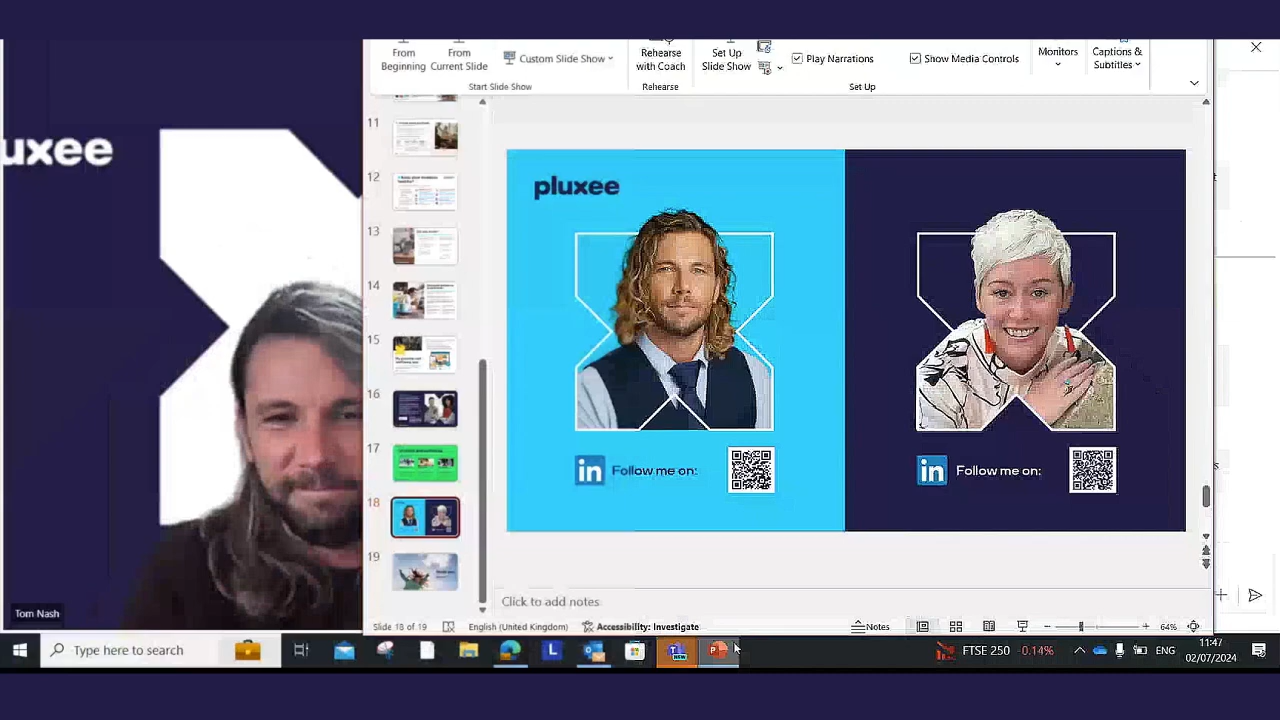 uxee
Tom Nash
From
Beginning
From
Current Slide
Custom Slide Show
Start Slide Show
Rehearse
with Coach
Rehearse
Set Up
Slide Show
Play Narrations
Show Media Controls
Set Up
Monitors
Captions &
Subtitles
11
12
13
14
15
16
17
18
19
pluxee
in Follow me on:
in Follow me on:
Click to add notes
Slide 18 of 19
English (United Kingdom)
Accessibility: Investigate
Notes
64%
Type here to search
L
NEW
FTSE 250 -0.14%
ENG
11:47
02/07/2024